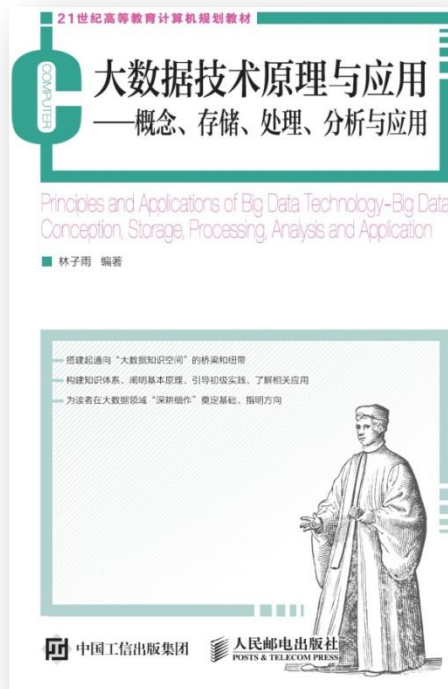 21世纪高等教育计算机规划教材
COMPUTER
大数据技术原理与应用
——概念、存储、处理、分析与应用
Principles and Applications of Big Data Technology-Big Data
Conception, Storage, Processing, Analysis and Application
■ 林子雨 编著
搭建起通向“大数据知识空间”的桥梁和纽带
构建知识体系、阐明基本原理、引导初级实践、了解相关应用
为读者在大数据领域“深耕细作”奠定基础、指明方向
中国工信出版集团
人民邮电出版社
POSTS & TELECOM PRESS